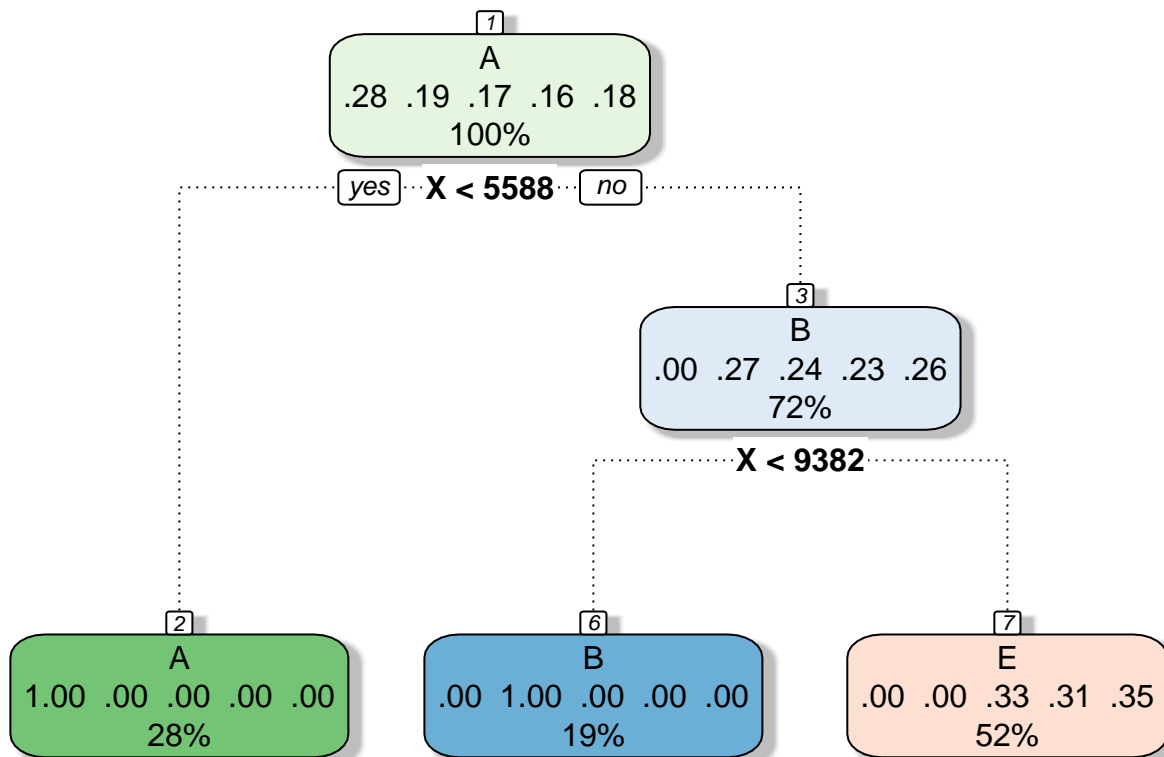 1
A
.28 .19 .17 .16 .18
100%
yes X < 5588 no
3
B
.00 .27 .24 .23 .26
72%
X < 9382
2
A
1.00 .00 .00 .00 .00
28%
6
B
.00 1.00 .00 .00 .00
19%
7
E
.00 .00 .33 .31 .35
52%